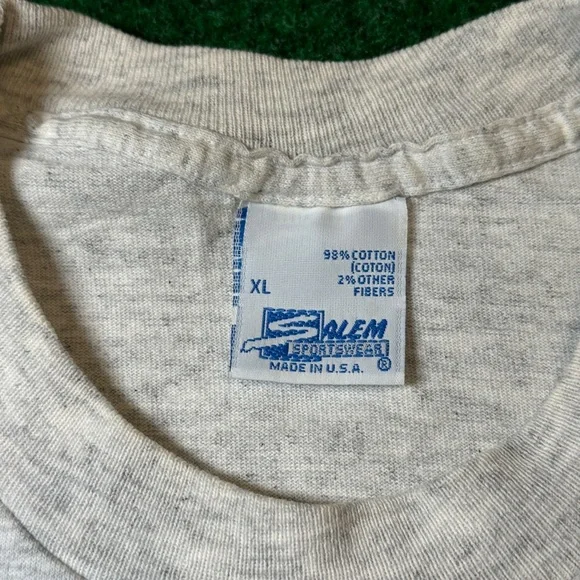 98% COTTON
(COTON)
XL
2% OTHER
FIBERS
SALEM
SPORTSWEAR
MADE IN U.S.A. ®